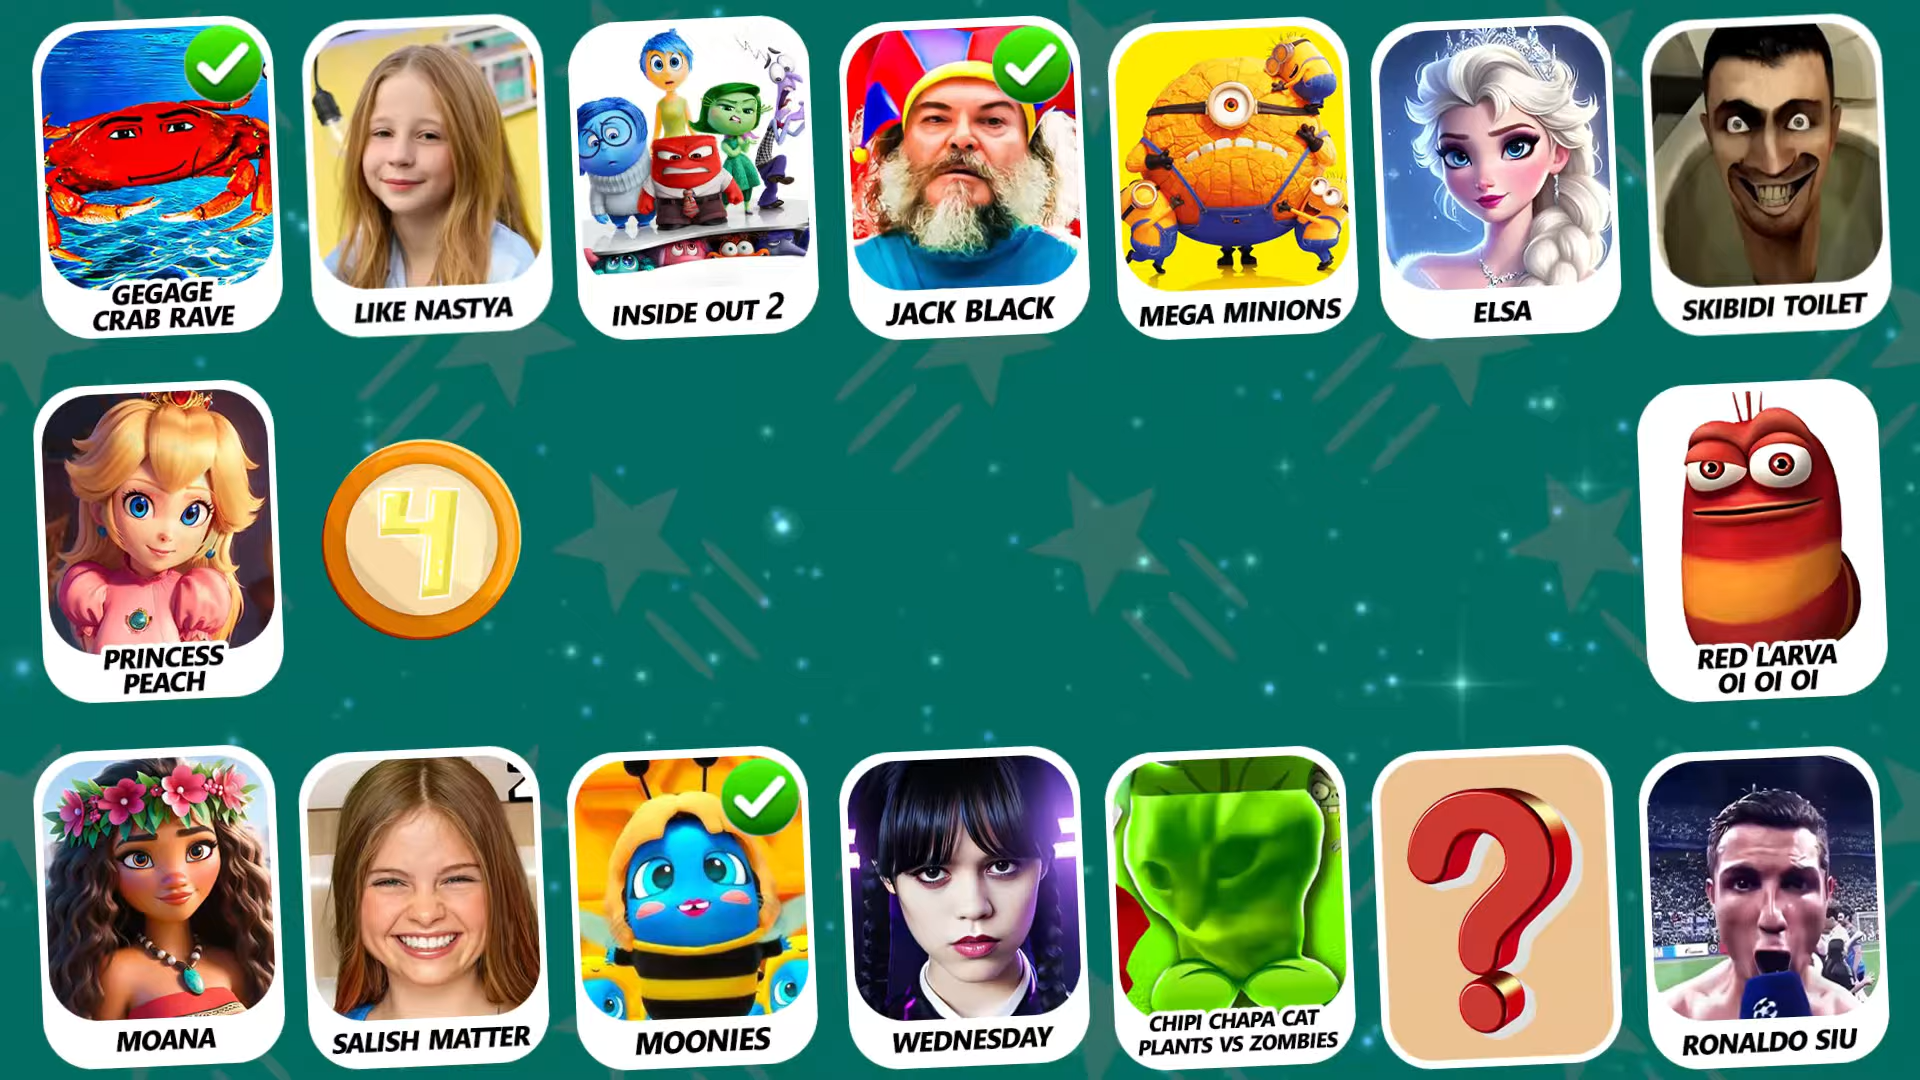 GEGAGE
CRAB RAVE
LIKE NASTYA
INSIDE OUT 2
JACK BLACK
MEGA MINIONS
ELSA
SKIBIDI TOILET
PRINCESS
PEACH
4
RED LARVA
OI OI OI
MOANA
SALISH MATTER
MOONIES
WEDNESDAY
CHIPI CHAPA CAT
PLANTS VS ZOMBIES
?
RONALDO SIU